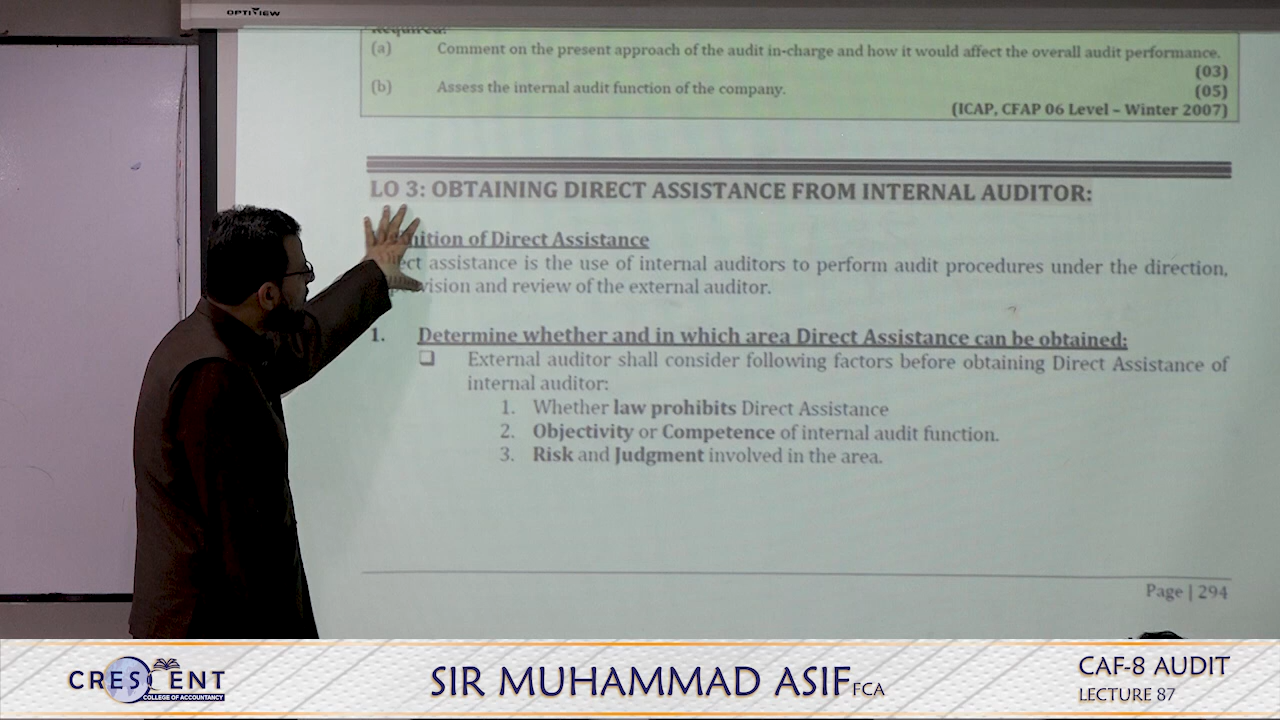 OPTIVIEW
Required:
(a) Comment on the present approach of the audit in-charge and how it would affect the overall audit performance.
(03)
(b) Assess the internal audit function of the company. (05)
(ICAP, CFAP 06 Level – Winter 2007)
LO 3: OBTAINING DIRECT ASSISTANCE FROM INTERNAL AUDITOR:
of Direct Assistance
assistance is the use of internal auditors to perform audit procedures under the direction,
and review of the external auditor.
1. Determine whether and in which area Direct Assistance can be obtained:
❑ External auditor shall consider following factors before obtaining Direct Assistance of
internal auditor:
1. Whether law prohibits Direct Assistance
2. Objectivity or Competence of internal audit function.
3. Risk and Judgment involved in the area.
Page | 294
CRESCENT
COLLEGE OF ACCOUNTANCY
SIR MUHAMMAD ASIF FCA
CAF-8 AUDIT
LECTURE 87